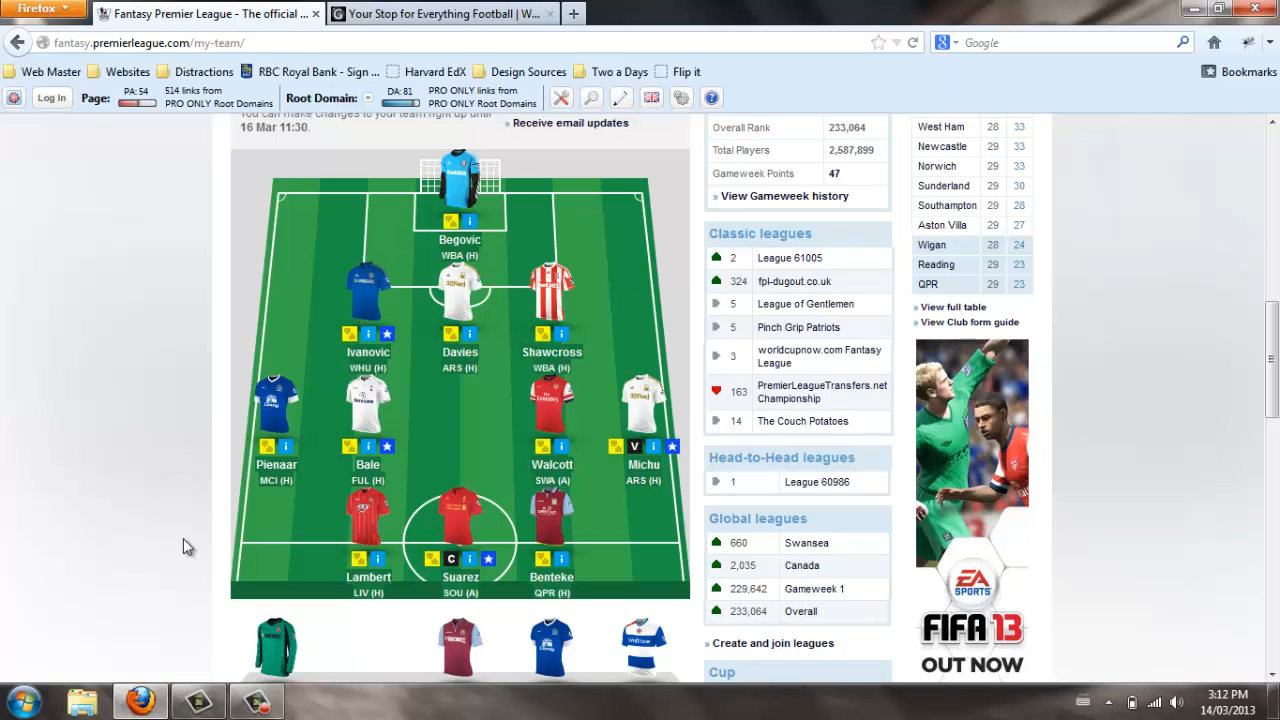 Firefox
Fantasy Premier League - The official ...
Your Stop for Everything Football | W...
fantasy.premierleague.com/my-team/
Google
Web Master
Websites
Distractions
RBC Royal Bank - Sign ...
Harvard EdX
Design Sources
Two a Days
Flip it
Bookmarks
Log In
Page:
PA: 54
514 links from
PRO ONLY Root Domains
Root Domain:
DA: 81
PRO ONLY links from
PRO ONLY Root Domains
You can make changes to your team right up until
16 Mar 11:30.
» Receive email updates
Begovic
WBA (H)
Ivanovic
WHU (H)
Davies
ARS (H)
Shawcross
WBA (H)
Pienaar
MCI (H)
Bale
FUL (H)
Walcott
SWA (A)
V
Michu
ARS (H)
Lambert
LIV (H)
C
Suarez
SOU (A)
Benteke
QPR (H)
Overall Rank 233,064
Total Players 2,587,899
Gameweek Points 47
» View Gameweek history
Classic leagues
2 League 61005
324 fpl-dugout.co.uk
5 League of Gentlemen
5 Pinch Grip Patriots
3 worldcupnow.com Fantasy
League
163 PremierLeagueTransfers.net
Championship
14 The Couch Potatoes
Head-to-Head leagues
1 League 60986
Global leagues
660 Swansea
2,035 Canada
229,642 Gameweek 1
233,064 Overall
» Create and join leagues
Cup
West Ham 28 33
Newcastle 29 33
Norwich 29 33
Sunderland 29 30
Southampton 29 28
Aston Villa 29 27
Wigan 28 24
Reading 29 23
QPR 29 23
» View full table
» View Club form guide
EA
SPORTS
FIFA 13
OUT NOW
3:12 PM
14/03/2013